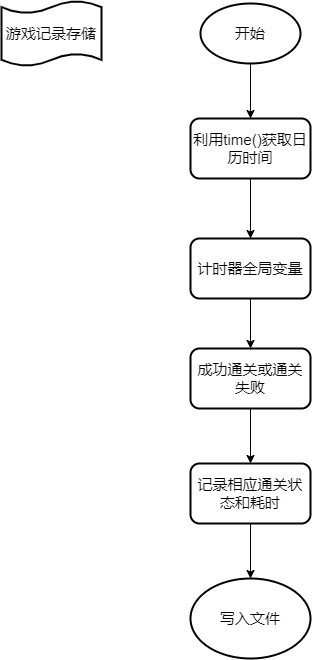 游戏记录存储
开始
利用time()获取日
历时间
计时器全局变量
成功通关或通关
失败
记录相应通关状
态和耗时
写入文件